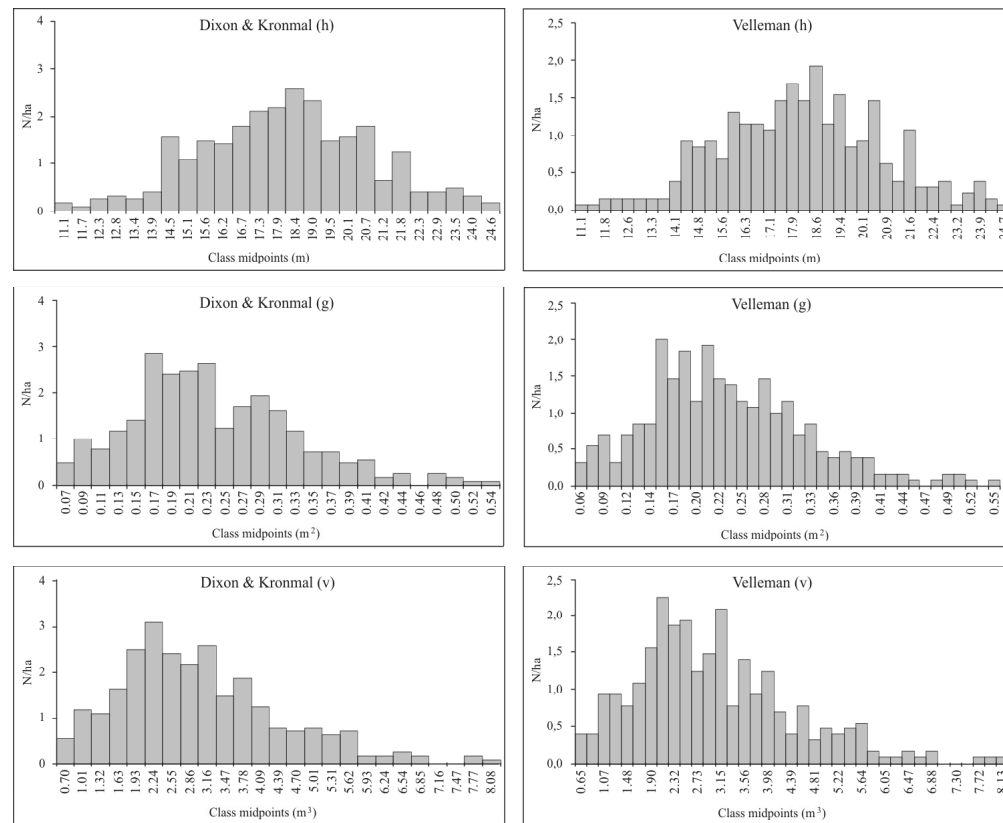 Dixon & Kronmal (h)
4
3
2
1
0
N/ha
11.1 11.7 12.3 12.8 13.4 13.9 14.5 15.1 15.6 16.2 16.7 17.3 17.9 18.4 19.0 19.5 20.1 20.7 21.2 21.8 22.3 22.9 23.5 24.0 24.6
Class midpoints (m)
Velleman (h)
2,0
1,5
1,0
0,5
0,0
N/ha
11.1 11.8 12.6 13.3 14.1 14.8 15.6 16.3 17.1 17.9 18.6 19.4 20.1 20.9 21.6 22.4 23.2 23.9 24.7
Class midpoints (m)
Dixon & Kronmal (g)
4
3
2
1
0
N/ha
0.07 0.09 0.11 0.13 0.15 0.17 0.19 0.21 0.23 0.25 0.27 0.29 0.31 0.33 0.35 0.37 0.39 0.41 0.42 0.44 0.46 0.48 0.50 0.52 0.54
Class midpoints (m²)
Velleman (g)
2,5
2,0
1,5
1,0
0,5
0,0
N/ha
0.06 0.09 0.12 0.14 0.17 0.20 0.22 0.25 0.28 0.31 0.33 0.36 0.39 0.41 0.44 0.47 0.49 0.52 0.55
Class midpoints (m²)
Dixon & Kronmal (v)
4
3
2
1
0
N/ha
0.70 1.01 1.32 1.63 1.93 2.24 2.55 2.86 3.16 3.47 3.78 4.09 4.39 4.70 5.01 5.31 5.62 5.93 6.24 6.54 6.85 7.16 7.47 7.77 8.08
Class midpoints (m³)
Velleman (v)
2,5
2,0
1,5
1,0
0,5
0,0
N/ha
0.65 1.07 1.48 1.90 2.32 2.73 3.15 3.56 3.98 4.39 4.81 5.22 5.64 6.05 6.47 6.88 7.30 7.72 8.13
Class midpoints (m³)